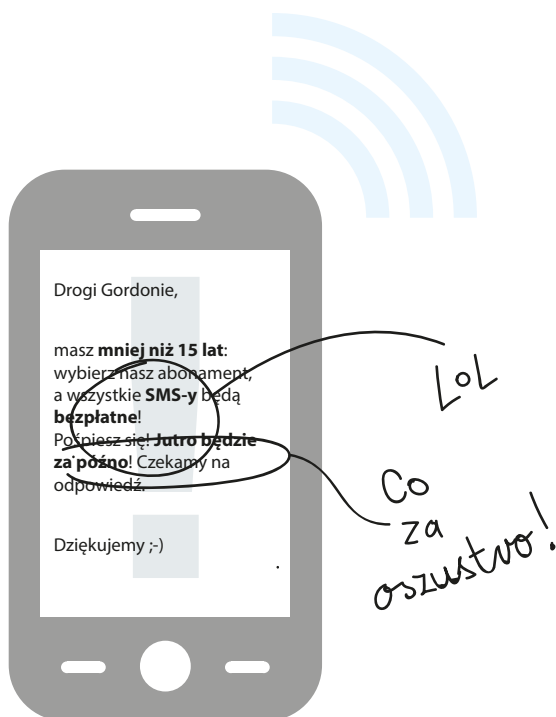 Drogi Gordonie,
masz mniej niż 15 lat:
wybierz nasz abonament,
a wszystkie SMS-y będą
bezpłatne!
Pośpiesz się! Jutro będzie
za późno! Czekamy na
odpowiedź.
Dziękujemy ;-)
LoL
Co
za
oszustwo!